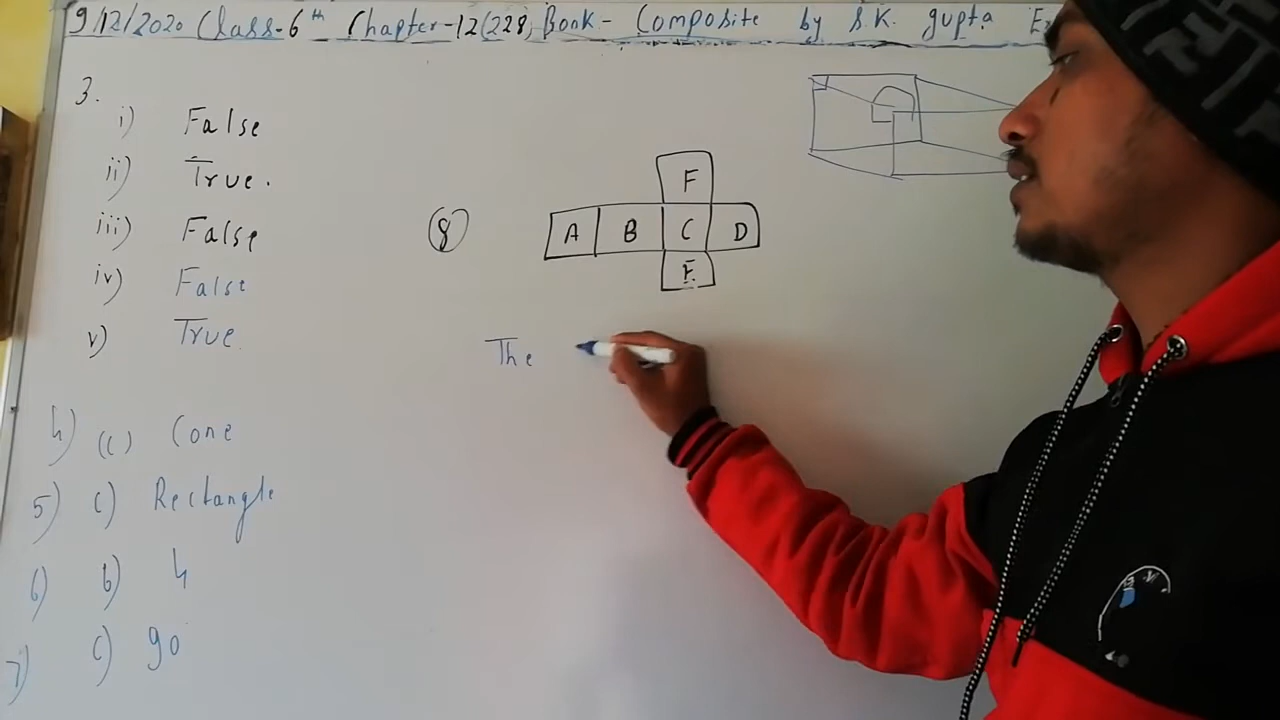 9/12/2020 Class-6th Chapter-12(228) Book- Composite by S.K. gupta Ex
3.
i) False
ii) True.
iii) False
iv) False
v) True.
4) (c) Cone
5) c) Rectangle
6) b) 4
7) c) 90
8
F
A B C D
E
The